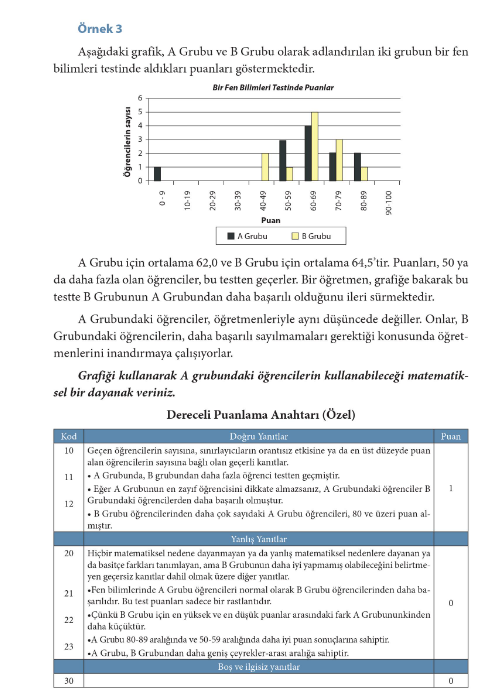 Örnek 3
Aşağıdaki grafik, A Grubu ve B Grubu olarak adlandırılan iki grubun bir fen
bilimleri testinde aldıkları puanları göstermektedir.
Bir Fen Bilimleri Testinde Puanlar
Öğrencilerin sayısı
6
5
4
3
2
1
0
0 - 9
10-19
20-29
30-39
40-49
50-59
60-69
70-79
80-89
90-100
Puan
A Grubu
B Grubu
A Grubu için ortalama 62,0 ve B Grubu için ortalama 64,5’tir. Puanları, 50 ya
da daha fazla olan öğrenciler, bu testten geçerler. Bir öğretmen, grafiğe bakarak bu
testte B Grubunun A Grubundan daha başarılı olduğunu ileri sürmektedir.
A Grubundaki öğrenciler, öğretmenleriyle aynı düşüncede değiller. Onlar, B
Grubundaki öğrencilerin, daha başarılı sayılmamaları gerektiği konusunda öğret-
menlerini inandırmaya çalışıyorlar.
Grafiği kullanarak A grubundaki öğrencilerin kullanabileceği matematik-
sel bir dayanak veriniz.
Dereceli Puanlama Anahtarı (Özel)
Kod Doğru Yanıtlar Puan
10 Geçen öğrencilerin sayısına, sınırlayıcıların orantısız etkisine ya da en üst düzeyde puan
alan öğrencilerin sayısına bağlı olan geçerli kanıtlar.
11 • A Grubunda, B grubundan daha fazla öğrenci testten geçmiştir.
• Eğer A Grubunun en zayıf öğrencisini dikkate almazsanız, A Grubundaki öğrenciler B 1
12 Grubundaki öğrencilerden daha başarılı olmuştur.
• B Grubu öğrencilerinden daha çok sayıdaki A Grubu öğrencileri, 80 ve üzeri puan al-
mıştır.
Yanlış Yanıtlar
20 Hiçbir matematiksel nedene dayanmayan ya da yanlış matematiksel nedenlere dayanan ya
da basitçe farkları tanımlayan, ama B Grubunun daha iyi yapmamış olabileceğini belirtme-
yen geçersiz kanıtlar dahil olmak üzere diğer yanıtlar.
21 •Fen bilimlerinde A Grubu öğrencileri normal olarak B Grubu öğrencilerinden daha ba- 0
şarılıdır. Bu test puanları sadece bir rastlantıdır.
22 •Çünkü B Grubu için en yüksek ve en düşük puanlar arasındaki fark A Grubununkinden
daha küçüktür.
23 •A Grubu 80-89 aralığında ve 50-59 aralığında daha iyi puan sonuçlarına sahiptir.
•A Grubu, B Grubundan daha geniş çeyrekler-arası aralığa sahiptir.
Boş ve ilgisiz yanıtlar
30 0